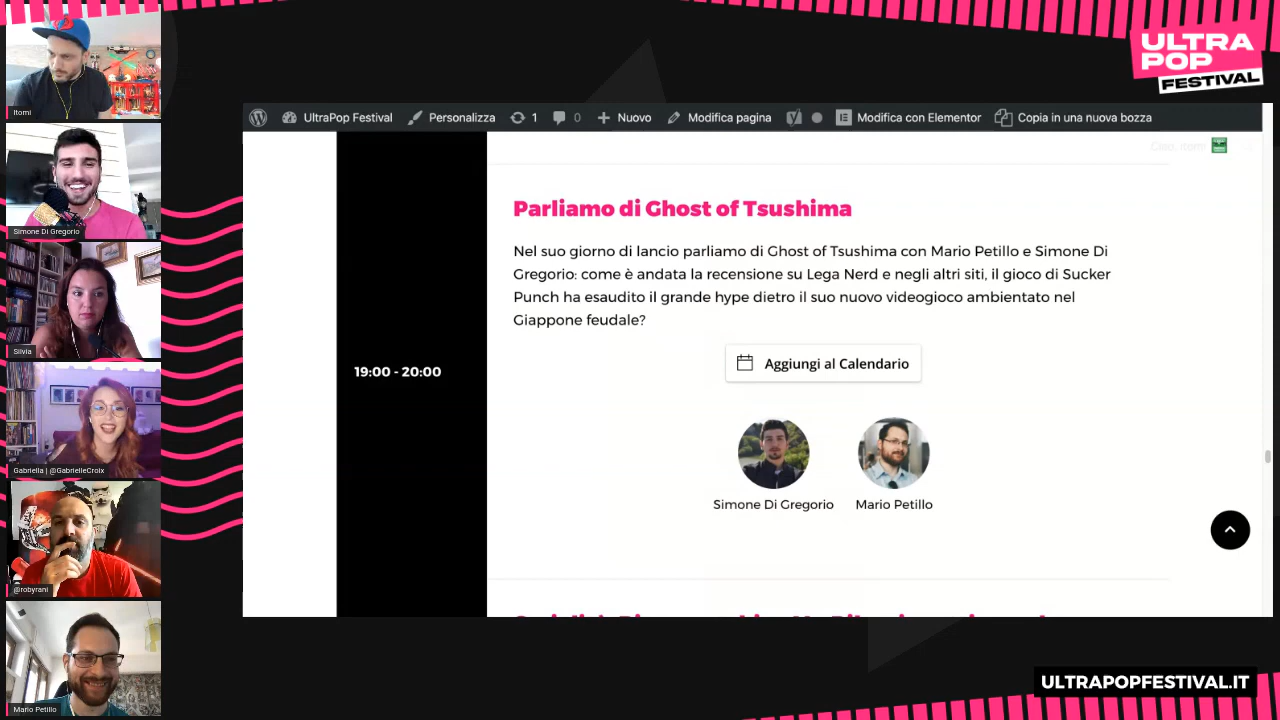 ULTRA
POP
FESTIVAL
Itomi
Simone Di Gregorio
Silvia
Gabriella | @GabrielleCroix
@robyrani
Mario Petillo
UltraPop Festival
Personalizza
1
0
Nuovo
Modifica pagina
Modifica con Elementor
Copia in una nuova bozza
Ciao, itomi
19:00 - 20:00
Parliamo di Ghost of Tsushima
Nel suo giorno di lancio parliamo di Ghost of Tsushima con Mario Petillo e Simone Di
Gregorio: come è andata la recensione su Lega Nerd e negli altri siti, il gioco di Sucker
Punch ha esaudito il grande hype dietro il suo nuovo videogioco ambientato nel
Giappone feudale?
Aggiungi al Calendario
Simone Di Gregorio
Mario Petillo
ULTRAPOPFESTIVAL.IT